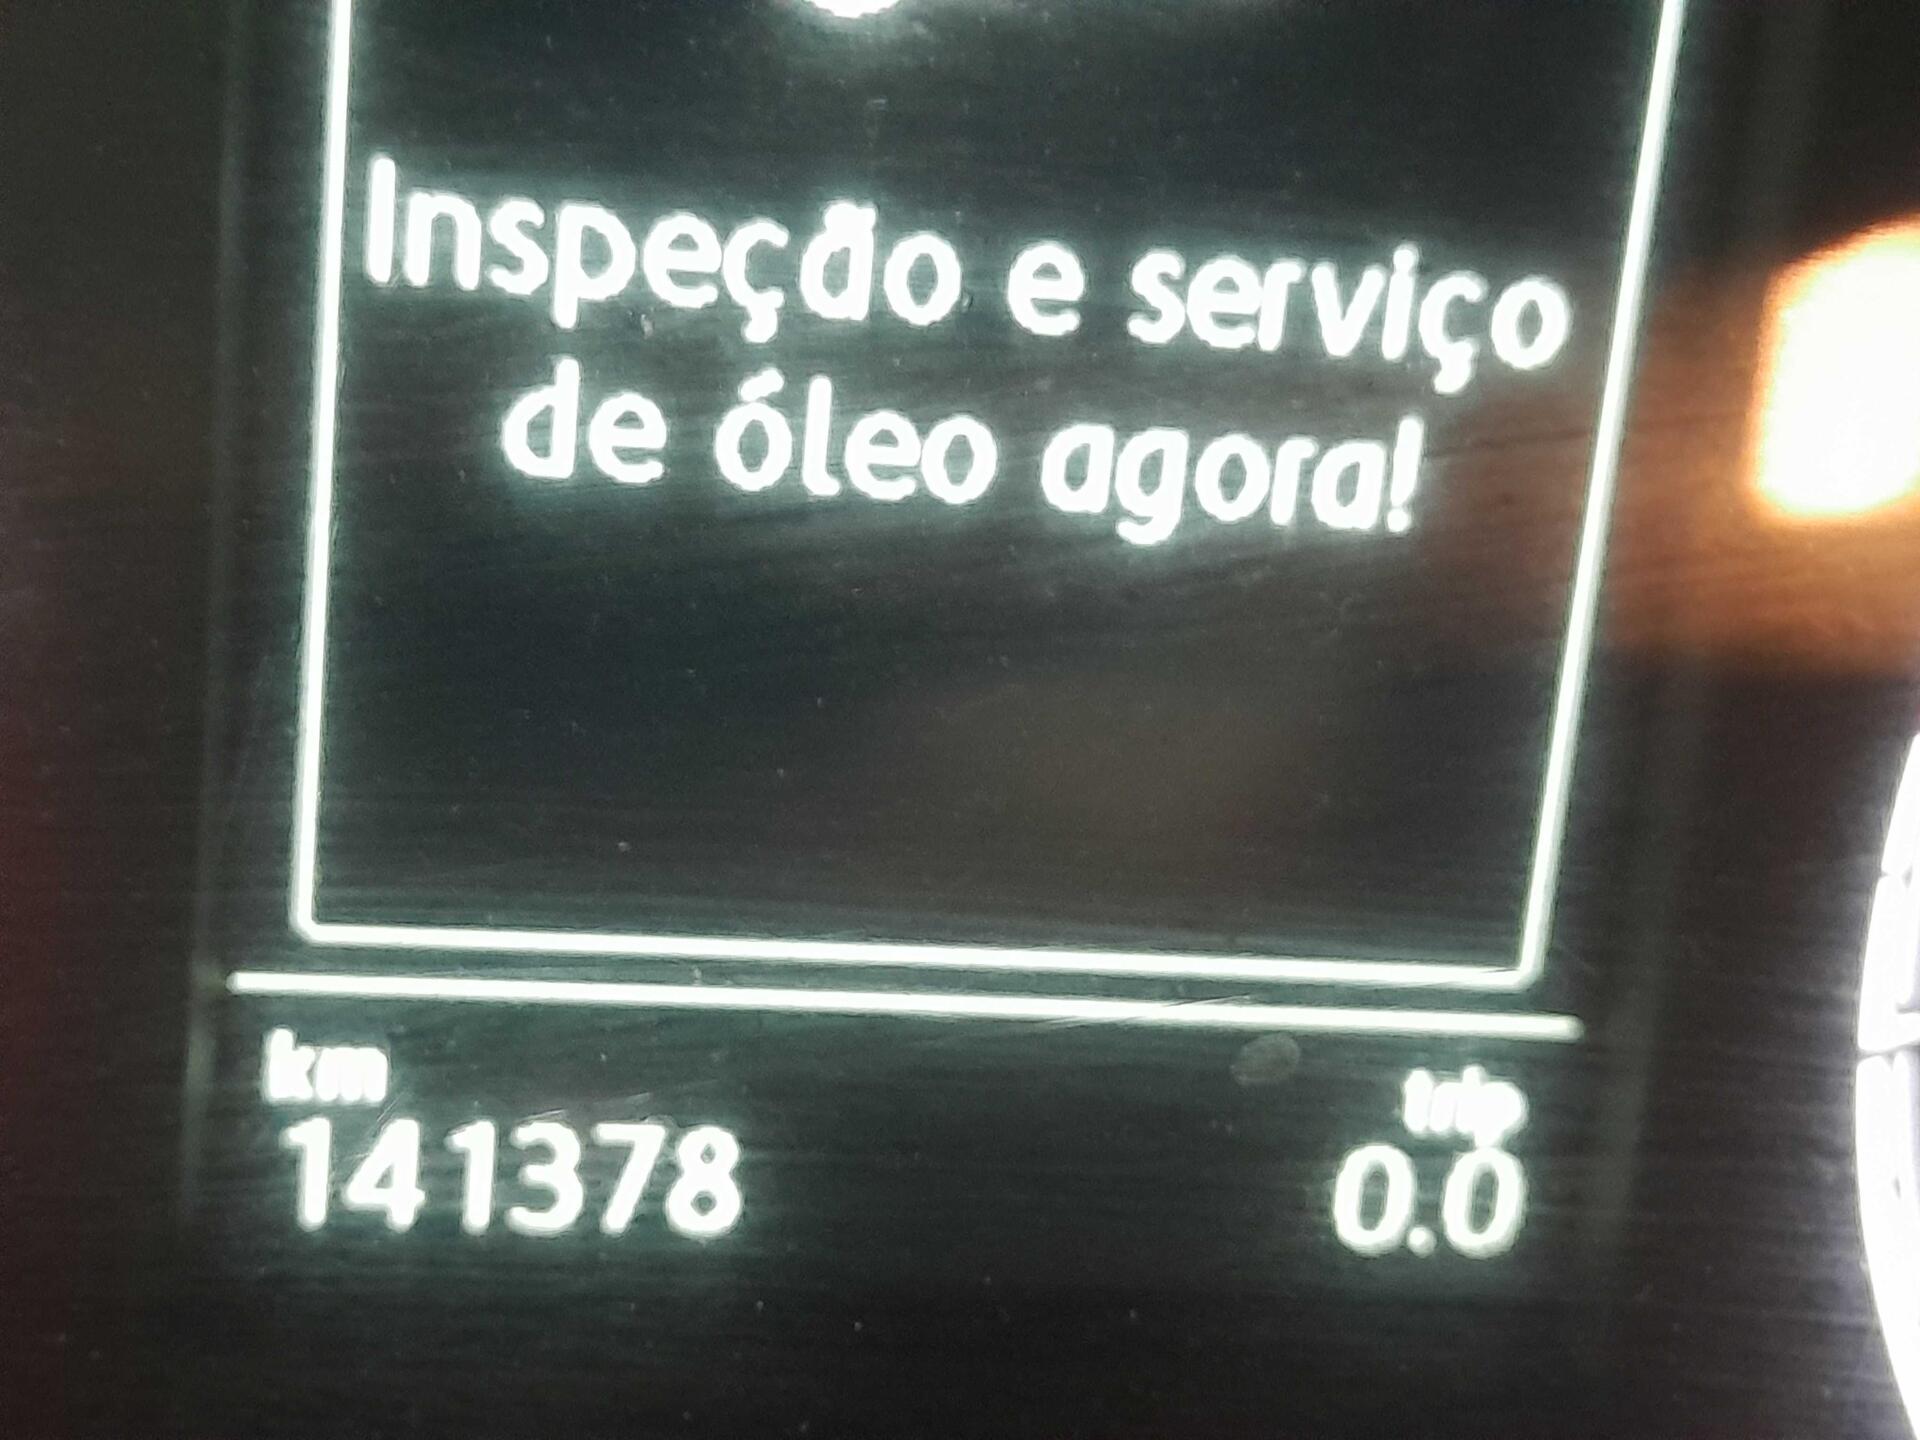 Inspeção e serviço
de óleo agora!
km
trip
141378
0.0